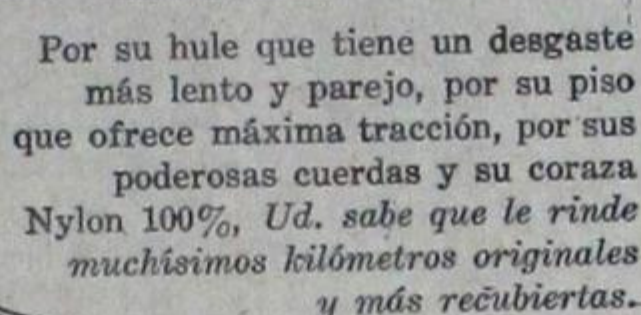 Por su hule que tiene un desgaste
más lento y parejo, por su piso
que ofrece máxima tracción, por sus
poderosas cuerdas y su coraza
Nylon 100%, Ud. sabe que le rinde
muchísimos kilómetros originales
y más recubiertas.